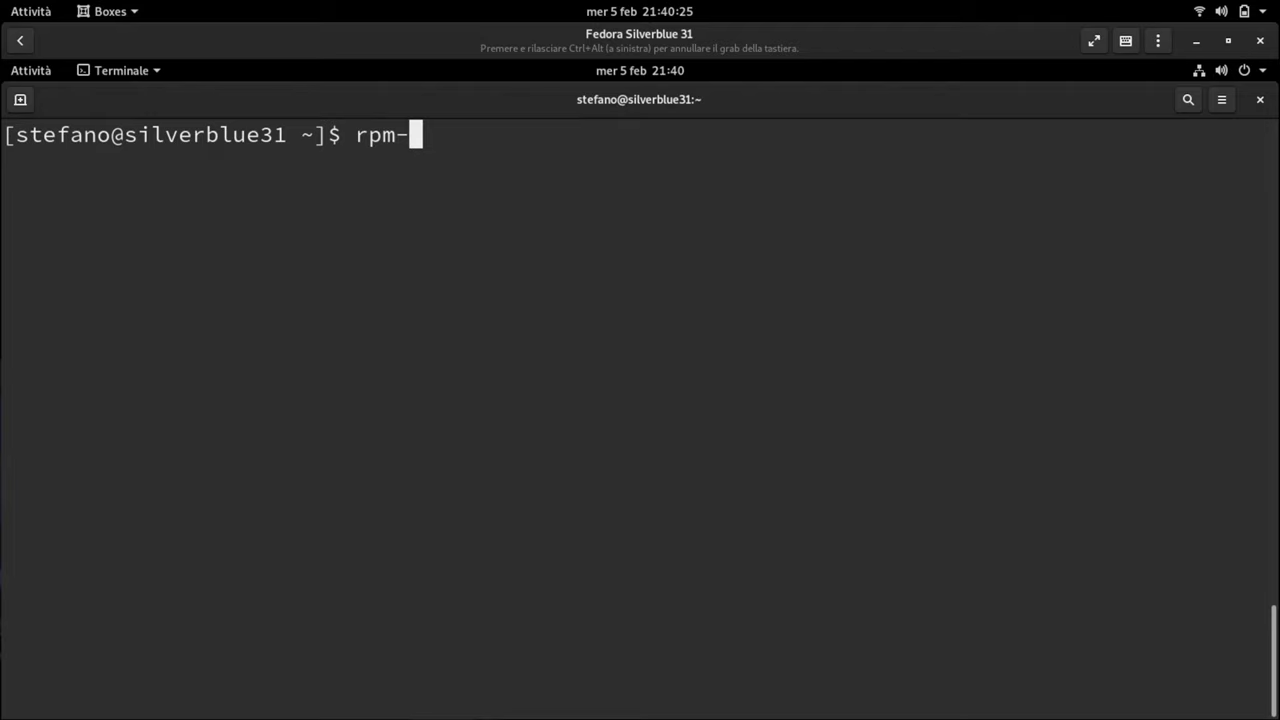 Attività Boxes mer 5 feb 21:40:25
Fedora Silverblue 31
Premere e rilasciare Ctrl+Alt (a sinistra) per annullare il grab della tastiera.
Attività Terminale mer 5 feb 21:40
stefano@silverblue31:~
[stefano@silverblue31 ~]$ rpm-